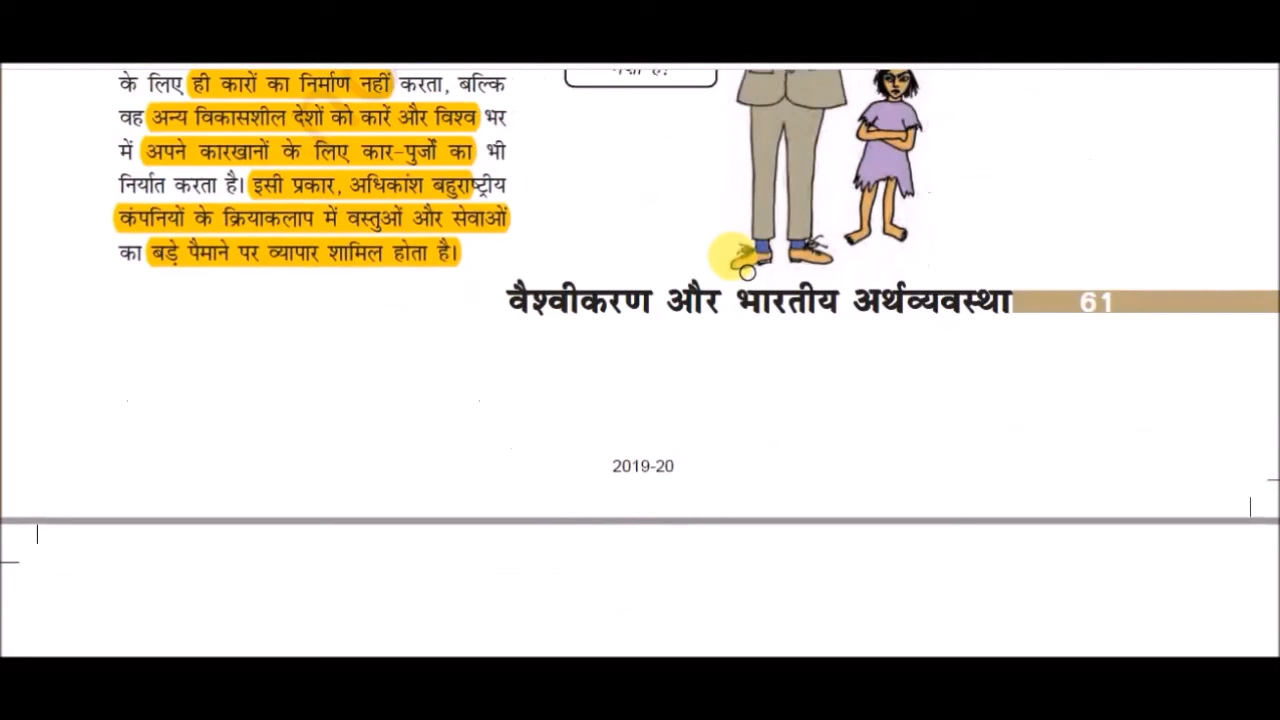 के लिए ही कारों का निर्माण नहीं करता, बल्कि
वह अन्य विकासशील देशों को कारें और विश्व भर
में अपने कारखानों के लिए कार-पुर्जों का भी
निर्यात करता है। इसी प्रकार, अधिकांश बहुराष्ट्रीय
कंपनियों के क्रियाकलाप में वस्तुओं और सेवाओं
का बड़े पैमाने पर व्यापार शामिल होता है।
वैश्वीकरण और भारतीय अर्थव्यवस्था 61
2019-20